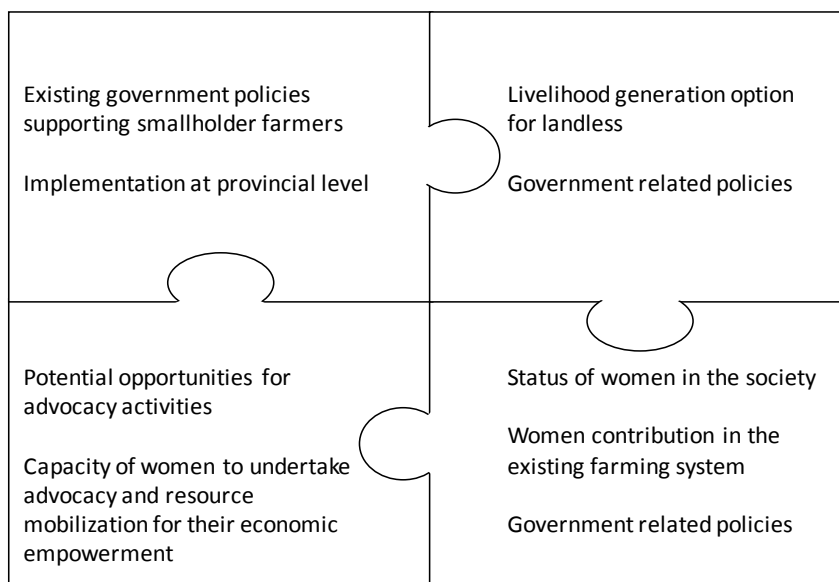 Existing government policies
supporting smallholder farmers
Implementation at provincial level
Livelihood generation option
for landless
Government related policies
Potential opportunities for
advocacy activities
Capacity of women to undertake
advocacy and resource
mobilization for their economic
empowerment
Status of women in the society
Women contribution in the
existing farming system
Government related policies